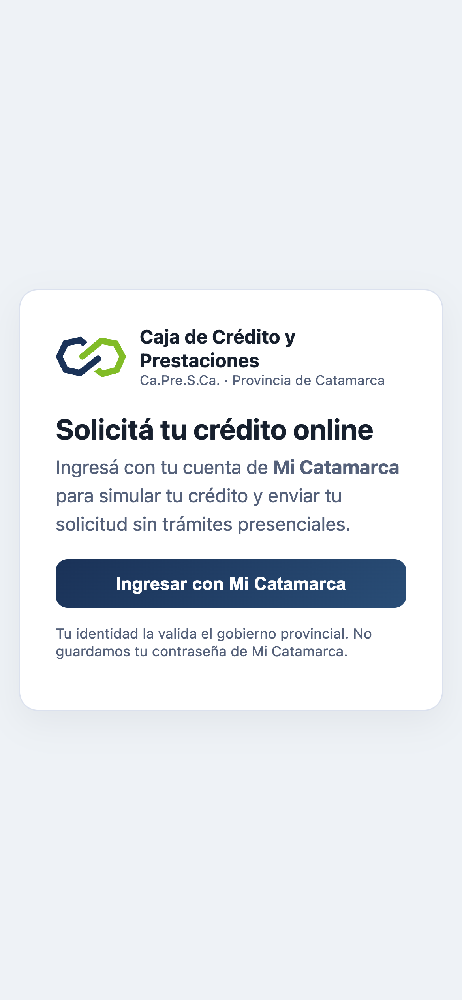 Caja de Crédito y
Prestaciones
Ca.Pre.S.Ca. · Provincia de Catamarca
Solicitá tu crédito online
Ingresá con tu cuenta de Mi Catamarca
para simular tu crédito y enviar tu
solicitud sin trámites presenciales.
Ingresar con Mi Catamarca
Tu identidad la valida el gobierno provincial. No
guardamos tu contraseña de Mi Catamarca.